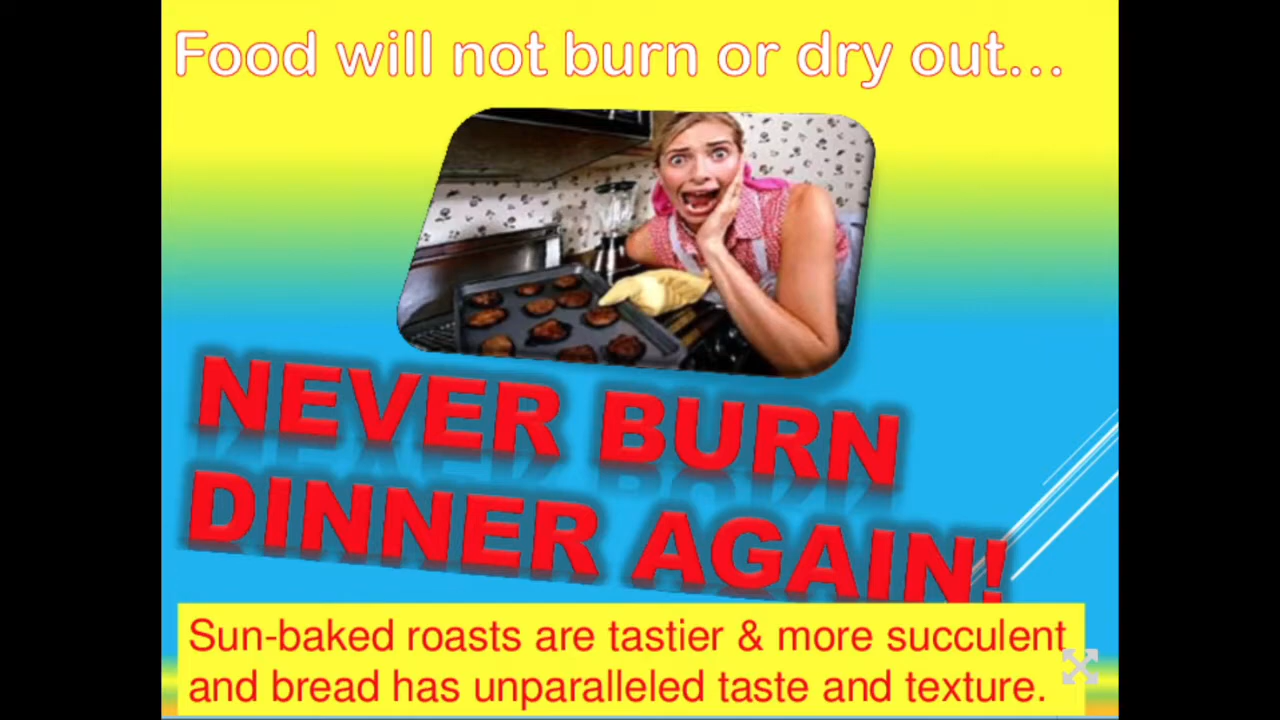 Food will not burn or dry out...
NEVER BURN
DINNER AGAIN!
Sun-baked roasts are tastier & more succulent
and bread has unparalleled taste and texture.